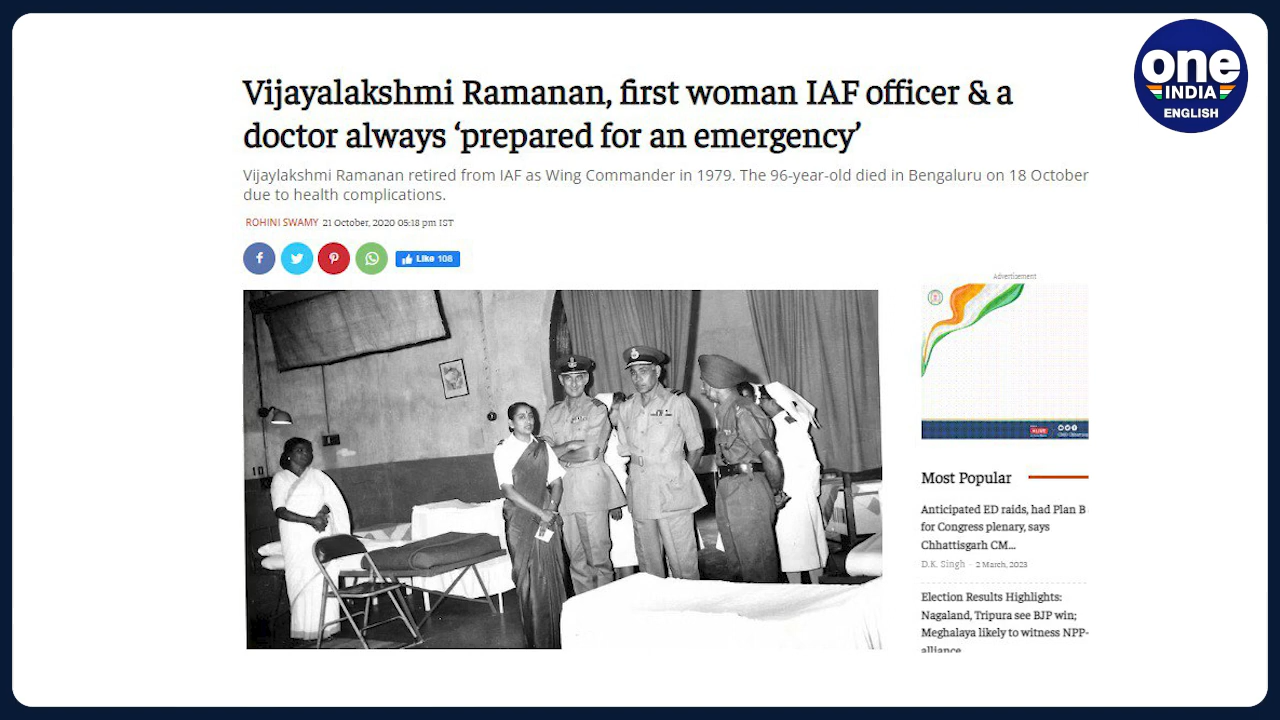 one
INDIA
ENGLISH
Vijayalakshmi Ramanan, first woman IAF officer & a
doctor always ‘prepared for an emergency’
Vijaylakshmi Ramanan retired from IAF as Wing Commander in 1979. The 96-year-old died in Bengaluru on 18 October
due to health complications.
ROHINI SWAMY 21 October, 2020 05:18 pm IST
Like 108
Advertisement
Most Popular
Anticipated ED raids, had Plan B
for Congress plenary, says
Chhattisgarh CM...
D.K. Singh - 2 March, 2023
Election Results Highlights:
Nagaland, Tripura see BJP win;
Meghalaya likely to witness NPP-
alliance